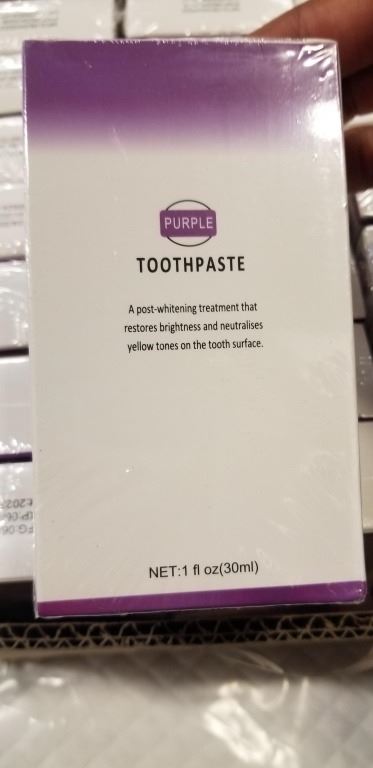 PURPLE
TOOTHPASTE
A post-whitening treatment that
restores brightness and neutralises
yellow tones on the tooth surface.
NET:1 fl oz(30ml)